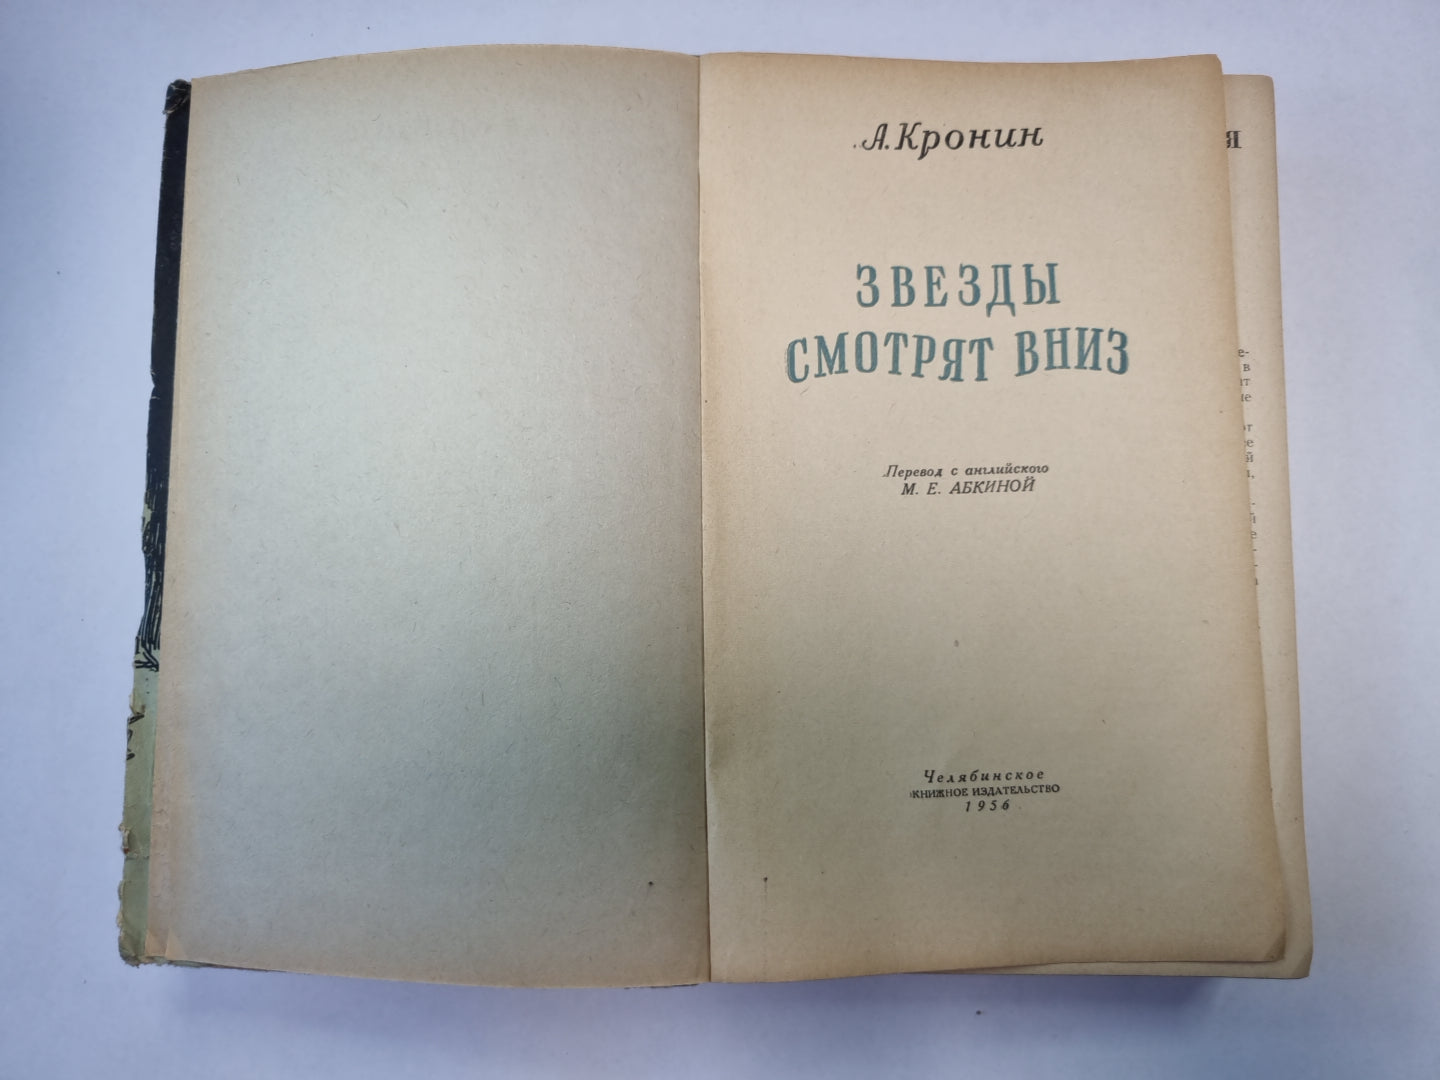 А. Кронин
ЗВЕЗДЫ
СМОТРЯТ ВНИЗ
Перевод с английского
М. Е. АБКИНОЙ
Челябинское
КНИЖНОЕ ИЗДАТЕЛЬСТВО
1956